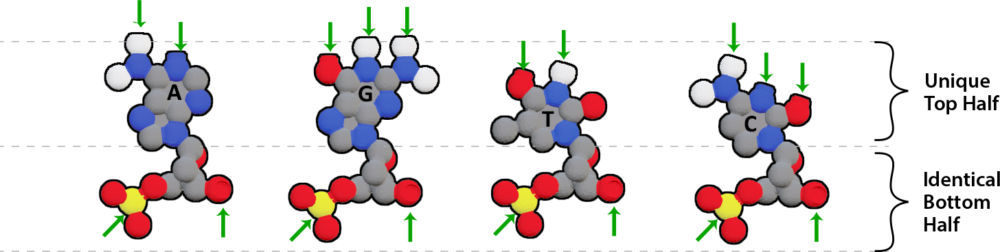 A
G
T
C
Unique
Top Half
Identical
Bottom
Half